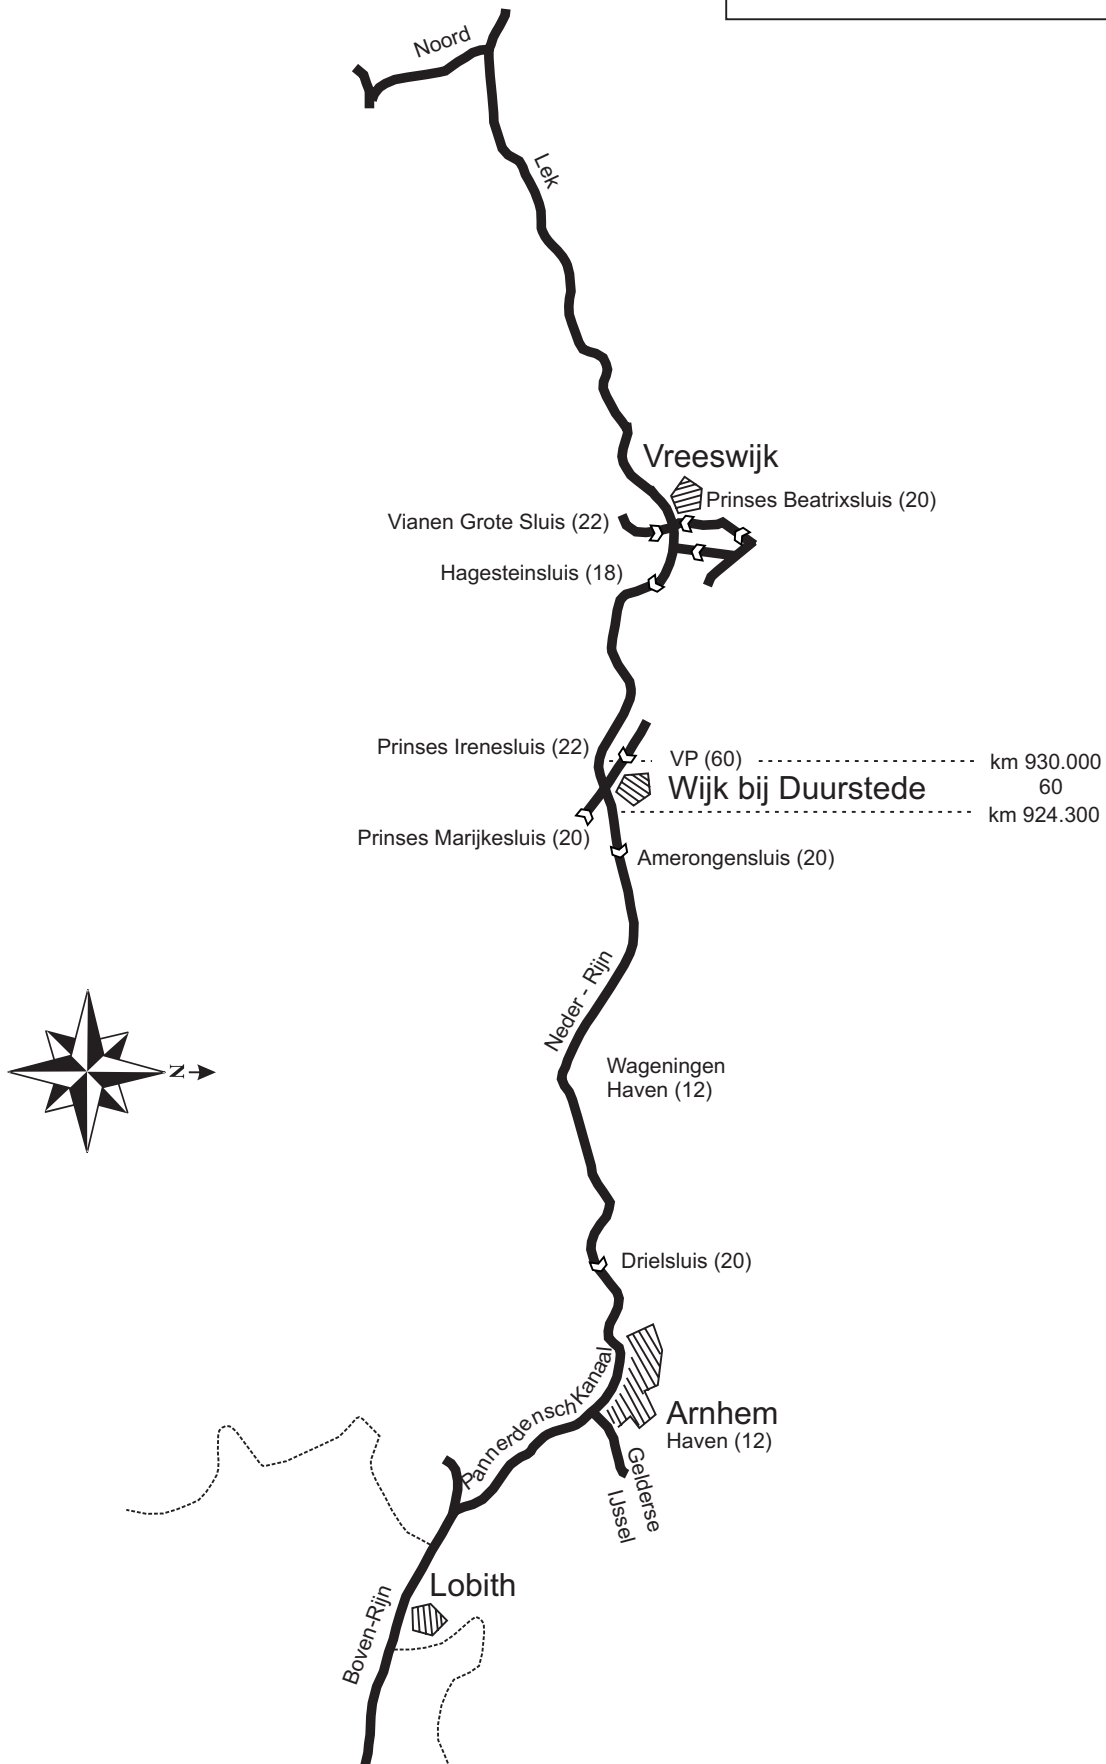 Noord
Lek
Vreeswijk
Prinses Beatrixsluis (20)
Vianen Grote Sluis (22)
Hagesteinsluis (18)
Prinses Irenesluis (22)
VP (60)
km 930.000
Wijk bij Duurstede
60
km 924.300
Prinses Marijkesluis (20)
Amerongensluis (20)
Neder - Rijn
Wageningen
Haven (12)
N
Drielsluis (20)
Pannerdensch Kanaal
Arnhem
Haven (12)
Gelderse
IJssel
Lobith
Boven-Rijn